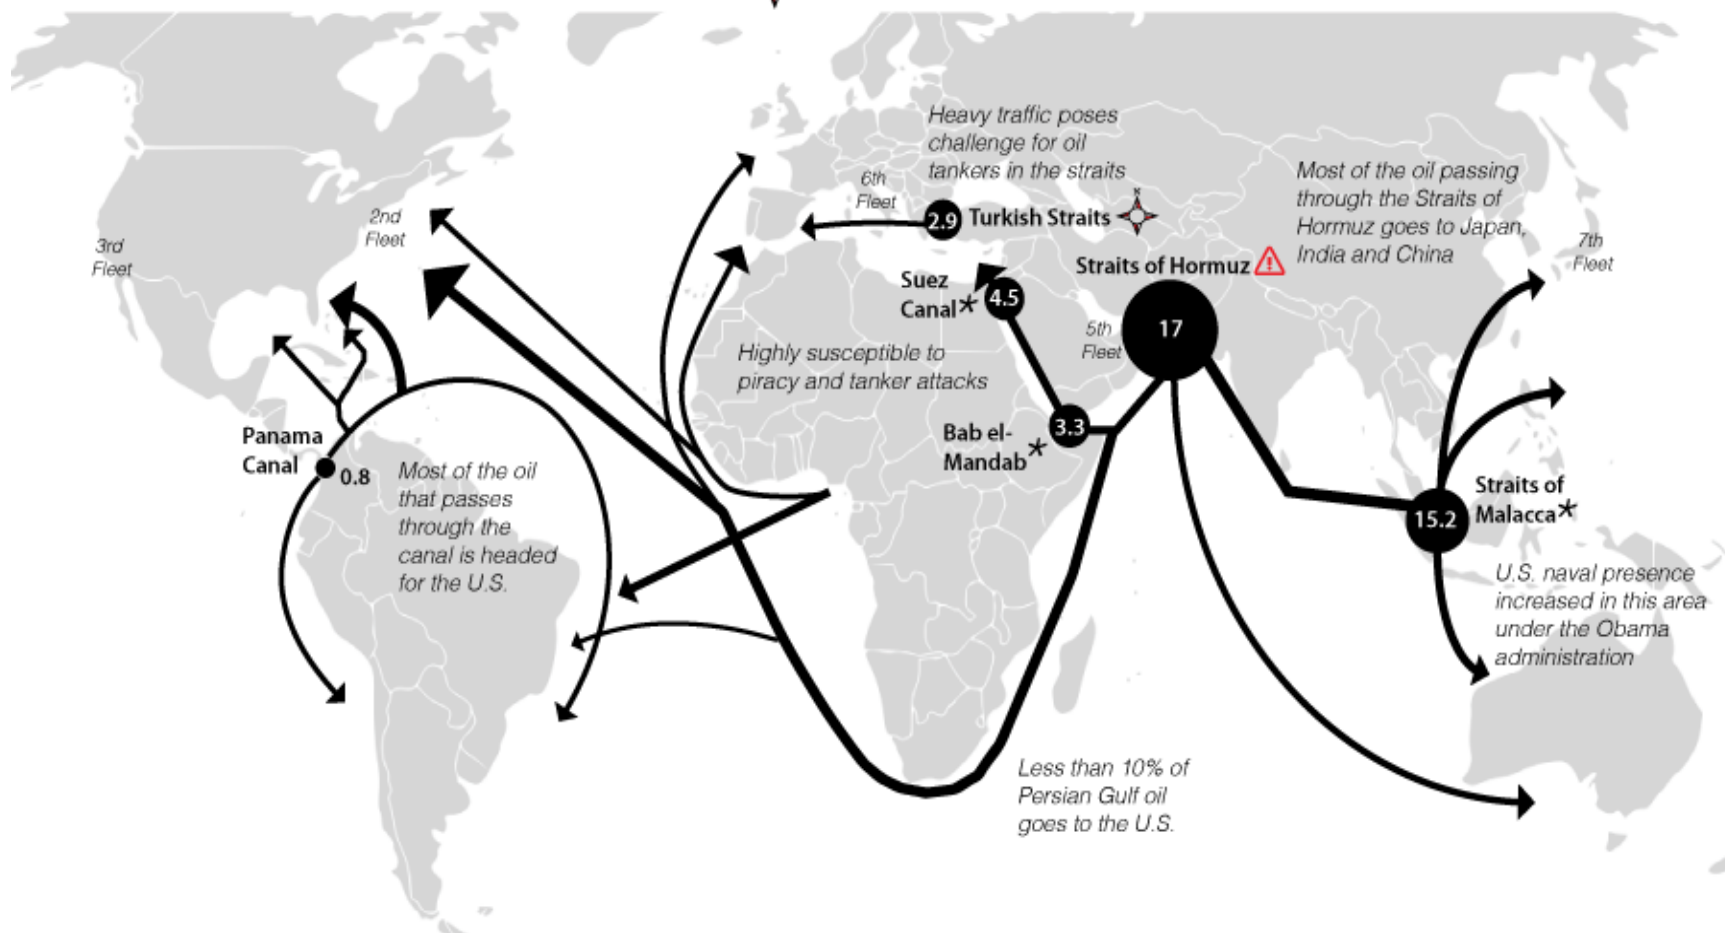 Heavy traffic poses
challenge for oil
tankers in the straits
6th
Fleet
2.9
Turkish Straits
N
Most of the oil passing
through the Straits of
Hormuz goes to Japan,
India and China
7th
Fleet
2nd
Fleet
3rd
Fleet
Suez
Canal*
4.5
Straits of Hormuz
17
5th
Fleet
Highly susceptible to
piracy and tanker attacks
Bab el-
Mandab*
3.3
Panama
Canal
0.8
Most of the oil
that passes
through the
canal is headed
for the U.S.
15.2
Straits of
Malacca*
U.S. naval presence
increased in this area
under the Obama
administration
Less than 10% of
Persian Gulf oil
goes to the U.S.